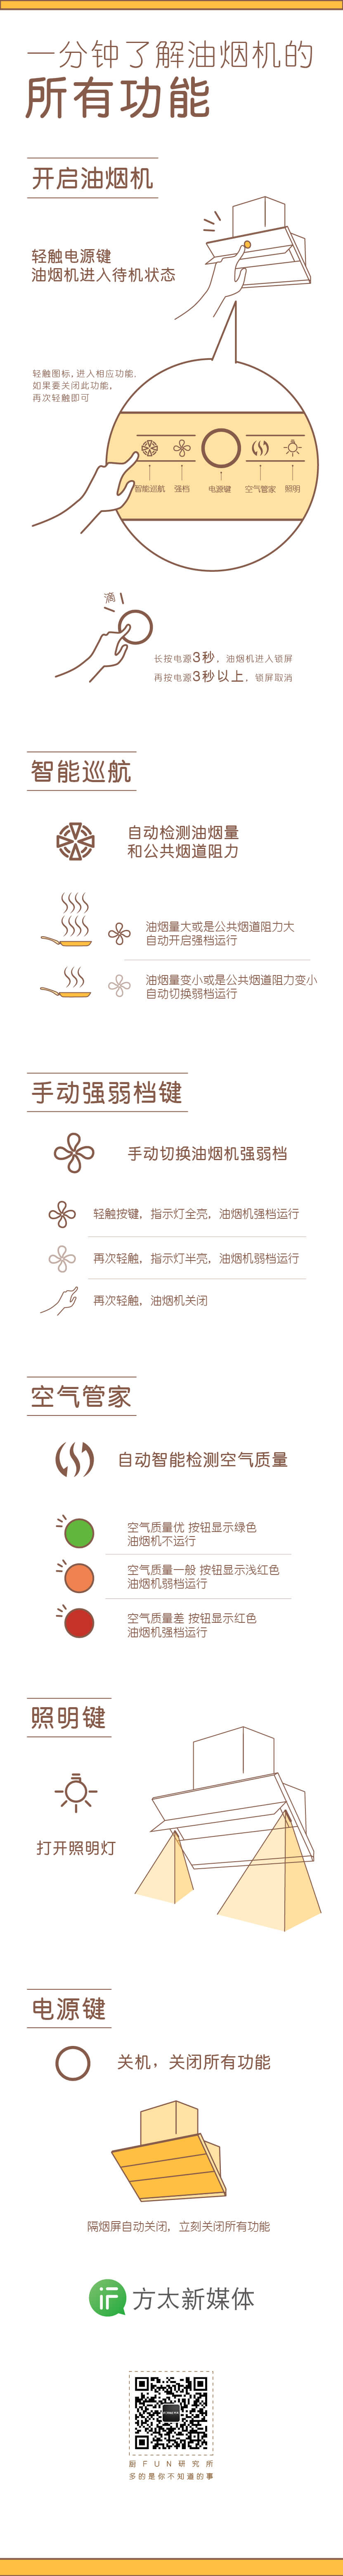 一分钟了解油烟机的
所有功能
开启油烟机
轻触电源键
油烟机进入待机状态
轻触图标,进入相应功能.
如果要关闭此功能,
再次轻触即可
智能巡航 强档 电源键 空气管家 照明
滴
长按电源3秒，油烟机进入锁屏
再按电源3秒以上，锁屏取消
智能巡航
自动检测油烟量
和公共烟道阻力
油烟量大或是公共烟道阻力大
自动开启强档运行
油烟量变小或是公共烟道阻力变小
自动切换弱档运行
手动强弱档键
手动切换油烟机强弱档
轻触按键，指示灯全亮，油烟机强档运行
再次轻触，指示灯半亮，油烟机弱档运行
再次轻触，油烟机关闭
空气管家
自动智能检测空气质量
空气质量优 按钮显示绿色
油烟机不运行
空气质量一般 按钮显示浅红色
油烟机弱档运行
空气质量差 按钮显示红色
油烟机强档运行
照明键
打开照明灯
电源键
关机，关闭所有功能
隔烟屏自动关闭，立刻关闭所有功能
iF 方太新媒体
厨FUN研究所
多的是你不知道的事